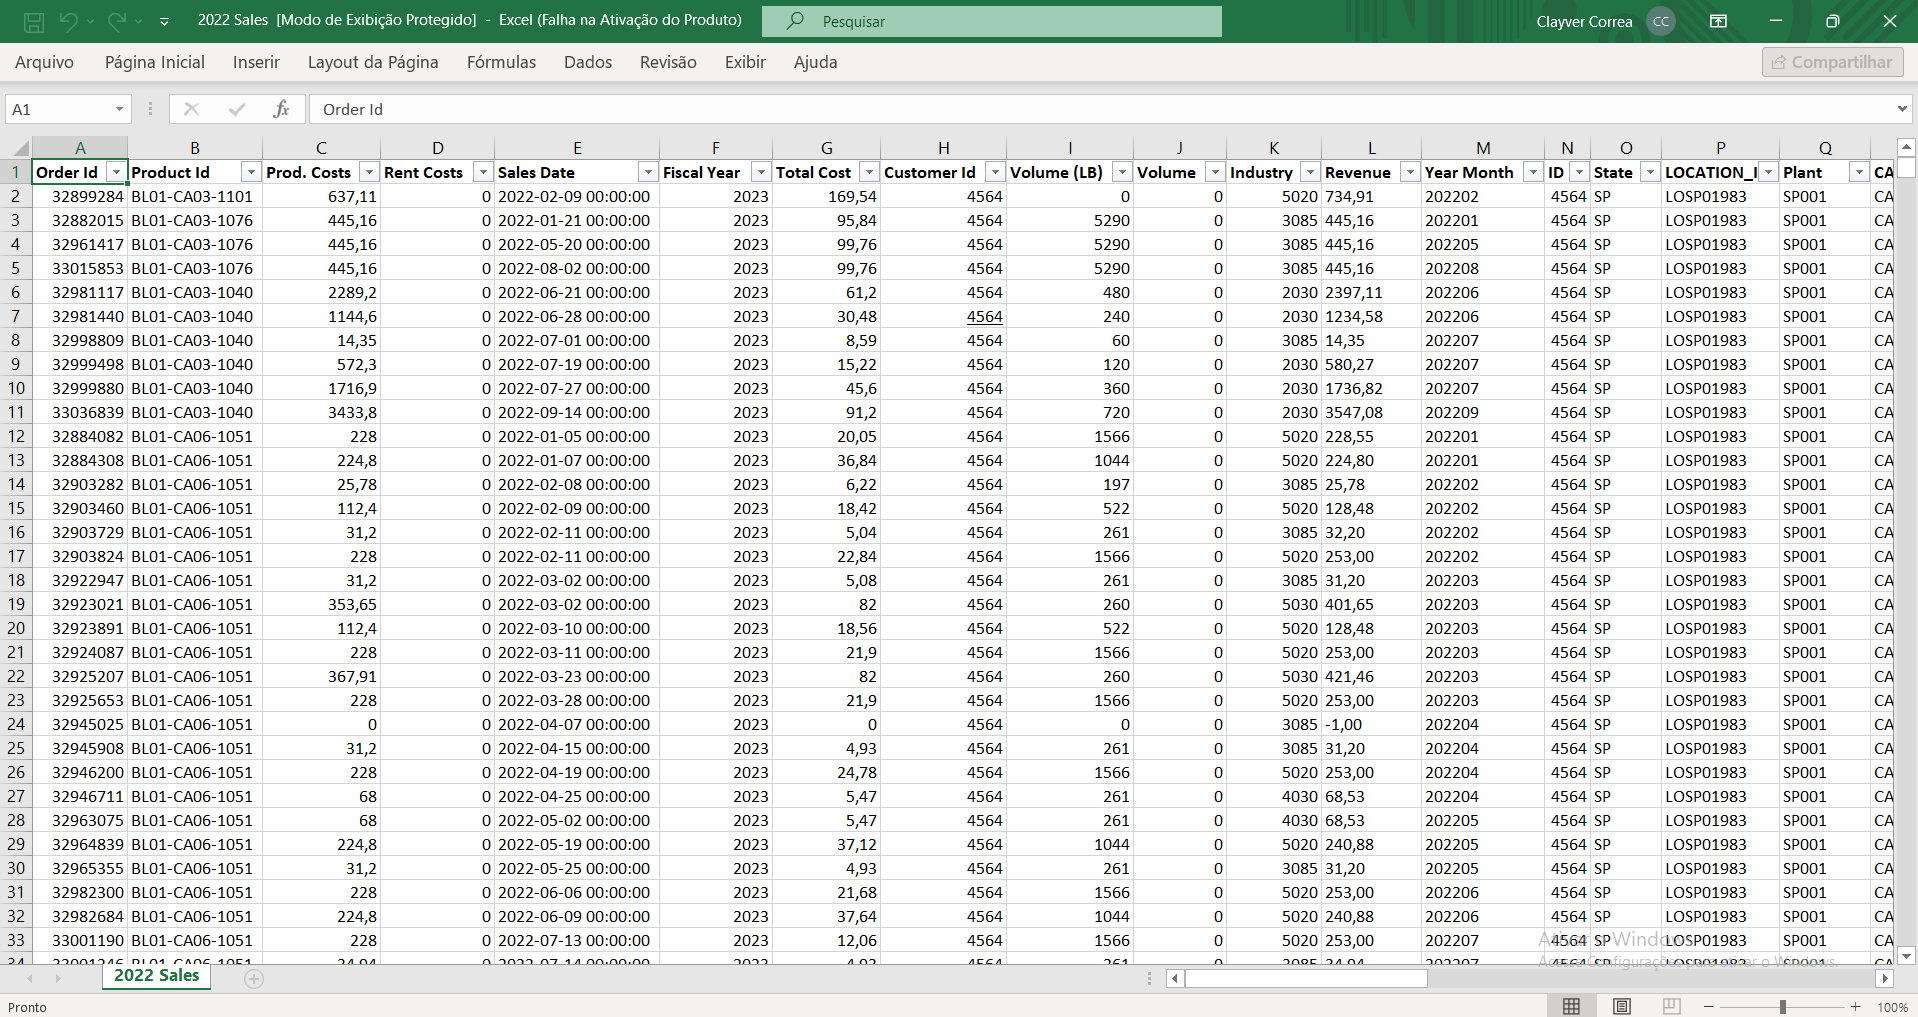 2022 Sales [Modo de Exibição Protegido] - Excel (Falha na Ativação do Produto) Pesquisar Clayver Correa CC
Arquivo Página Inicial Inserir Layout da Página Fórmulas Dados Revisão Exibir Ajuda Compartilhar
A1 fx Order Id
A B C D E F G H I J K L M N O P Q
1 Order Id Product Id Prod. Costs Rent Costs Sales Date Fiscal Year Total Cost Customer Id Volume (LB) Volume Industry Revenue Year Month ID State LOCATION_I Plant CA
2 32899284 BL01-CA03-1101 637,11 0 2022-02-09 00:00:00 2023 169,54 4564 0 0 5020 734,91 202202 4564 SP LOSP01983 SP001 CA
3 32882015 BL01-CA03-1076 445,16 0 2022-01-21 00:00:00 2023 95,84 4564 5290 0 3085 445,16 202201 4564 SP LOSP01983 SP001 CA
4 32961417 BL01-CA03-1076 445,16 0 2022-05-20 00:00:00 2023 99,76 4564 5290 0 3085 445,16 202205 4564 SP LOSP01983 SP001 CA
5 33015853 BL01-CA03-1076 445,16 0 2022-08-02 00:00:00 2023 99,76 4564 5290 0 3085 445,16 202208 4564 SP LOSP01983 SP001 CA
6 32981117 BL01-CA03-1040 2289,2 0 2022-06-21 00:00:00 2023 61,2 4564 480 0 2030 2397,11 202206 4564 SP LOSP01983 SP001 CA
7 32981440 BL01-CA03-1040 1144,6 0 2022-06-28 00:00:00 2023 30,48 4564 240 0 2030 1234,58 202206 4564 SP LOSP01983 SP001 CA
8 32998809 BL01-CA03-1040 14,35 0 2022-07-01 00:00:00 2023 8,59 4564 60 0 3085 14,35 202207 4564 SP LOSP01983 SP001 CA
9 32999498 BL01-CA03-1040 572,3 0 2022-07-19 00:00:00 2023 15,22 4564 120 0 2030 580,27 202207 4564 SP LOSP01983 SP001 CA
10 32999880 BL01-CA03-1040 1716,9 0 2022-07-27 00:00:00 2023 45,6 4564 360 0 2030 1736,82 202207 4564 SP LOSP01983 SP001 CA
11 33036839 BL01-CA03-1040 3433,8 0 2022-09-14 00:00:00 2023 91,2 4564 720 0 2030 3547,08 202209 4564 SP LOSP01983 SP001 CA
12 32884082 BL01-CA06-1051 228 0 2022-01-05 00:00:00 2023 20,05 4564 1566 0 5020 228,55 202201 4564 SP LOSP01983 SP001 CA
13 32884308 BL01-CA06-1051 224,8 0 2022-01-07 00:00:00 2023 36,84 4564 1044 0 5020 224,80 202201 4564 SP LOSP01983 SP001 CA
14 32903282 BL01-CA06-1051 25,78 0 2022-02-08 00:00:00 2023 6,22 4564 197 0 3085 25,78 202202 4564 SP LOSP01983 SP001 CA
15 32903460 BL01-CA06-1051 112,4 0 2022-02-09 00:00:00 2023 18,42 4564 522 0 5020 128,48 202202 4564 SP LOSP01983 SP001 CA
16 32903729 BL01-CA06-1051 31,2 0 2022-02-11 00:00:00 2023 5,04 4564 261 0 3085 32,20 202202 4564 SP LOSP01983 SP001 CA
17 32903824 BL01-CA06-1051 228 0 2022-02-11 00:00:00 2023 22,84 4564 1566 0 5020 253,00 202202 4564 SP LOSP01983 SP001 CA
18 32922947 BL01-CA06-1051 31,2 0 2022-03-02 00:00:00 2023 5,08 4564 261 0 3085 31,20 202203 4564 SP LOSP01983 SP001 CA
19 32923021 BL01-CA06-1051 353,65 0 2022-03-02 00:00:00 2023 82 4564 260 0 5030 401,65 202203 4564 SP LOSP01983 SP001 CA
20 32923891 BL01-CA06-1051 112,4 0 2022-03-10 00:00:00 2023 18,56 4564 522 0 5020 128,48 202203 4564 SP LOSP01983 SP001 CA
21 32924087 BL01-CA06-1051 228 0 2022-03-11 00:00:00 2023 21,9 4564 1566 0 5020 253,00 202203 4564 SP LOSP01983 SP001 CA
22 32925207 BL01-CA06-1051 367,91 0 2022-03-23 00:00:00 2023 82 4564 260 0 5030 421,46 202203 4564 SP LOSP01983 SP001 CA
23 32925653 BL01-CA06-1051 228 0 2022-03-28 00:00:00 2023 21,9 4564 1566 0 5020 253,00 202203 4564 SP LOSP01983 SP001 CA
24 32945025 BL01-CA06-1051 0 0 2022-04-07 00:00:00 2023 0 4564 0 0 3085 -1,00 202204 4564 SP LOSP01983 SP001 CA
25 32945908 BL01-CA06-1051 31,2 0 2022-04-15 00:00:00 2023 4,93 4564 261 0 3085 31,20 202204 4564 SP LOSP01983 SP001 CA
26 32946200 BL01-CA06-1051 228 0 2022-04-19 00:00:00 2023 24,78 4564 1566 0 5020 253,00 202204 4564 SP LOSP01983 SP001 CA
27 32946711 BL01-CA06-1051 68 0 2022-04-25 00:00:00 2023 5,47 4564 261 0 4030 68,53 202204 4564 SP LOSP01983 SP001 CA
28 32963075 BL01-CA06-1051 68 0 2022-05-02 00:00:00 2023 5,47 4564 261 0 4030 68,53 202205 4564 SP LOSP01983 SP001 CA
29 32964839 BL01-CA06-1051 224,8 0 2022-05-19 00:00:00 2023 37,12 4564 1044 0 5020 240,88 202205 4564 SP LOSP01983 SP001 CA
30 32965355 BL01-CA06-1051 31,2 0 2022-05-25 00:00:00 2023 4,93 4564 261 0 3085 31,20 202205 4564 SP LOSP01983 SP001 CA
31 32982300 BL01-CA06-1051 228 0 2022-06-06 00:00:00 2023 21,68 4564 1566 0 5020 253,00 202206 4564 SP LOSP01983 SP001 CA
32 32982684 BL01-CA06-1051 224,8 0 2022-06-09 00:00:00 2023 37,64 4564 1044 0 5020 240,88 202206 4564 SP LOSP01983 SP001 CA
33 33001190 BL01-CA06-1051 228 0 2022-07-13 00:00:00 2023 12,06 4564 1566 0 5020 253,00 202207 4564 SP LOSP01983 SP001 CA
Ativar o Windows
Acesse Configurações para ativar o Windows.
2022 Sales
Pronto 100%